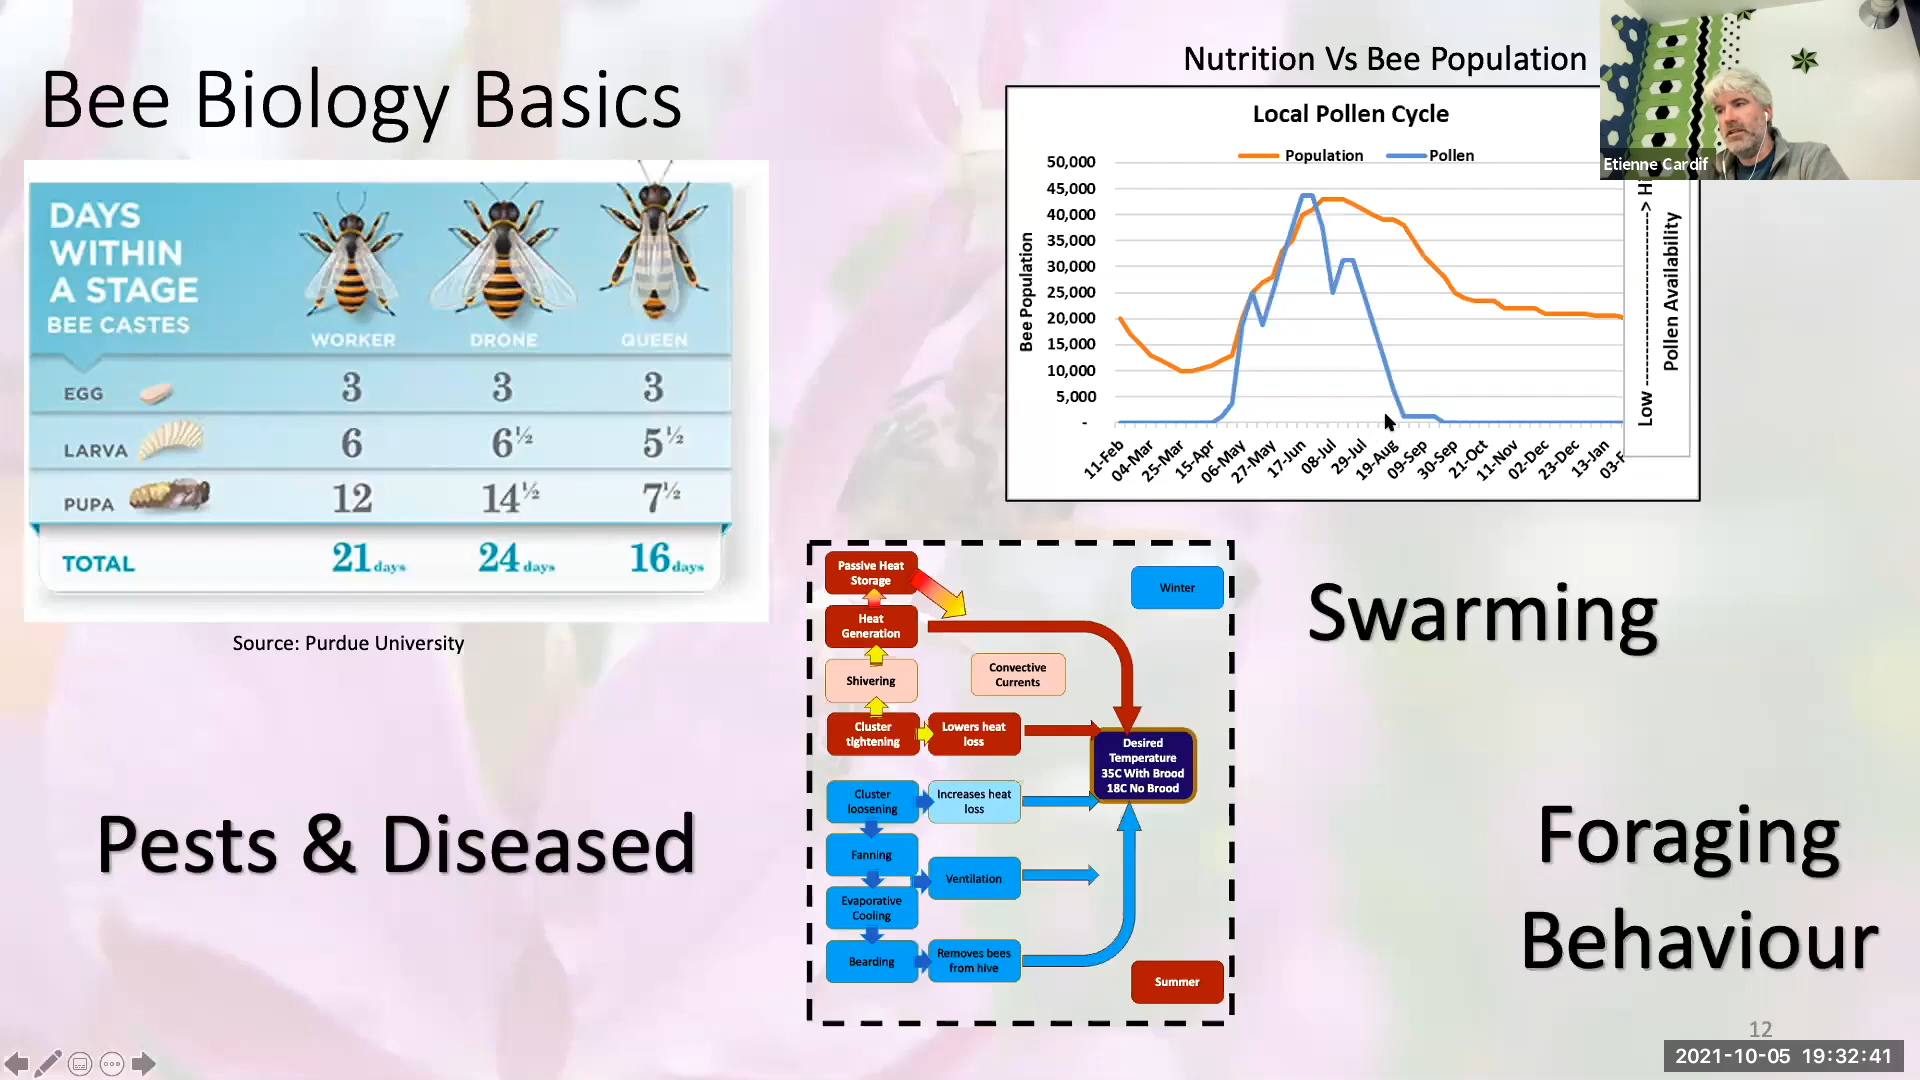 Bee Biology Basics
DAYS
WITHIN
A STAGE
BEE CASTES
WORKER DRONE QUEEN
EGG 3 3 3
LARVA 6 6½ 5½
PUPA 12 14½ 7½
TOTAL 21 days 24 days 16 days
Source: Purdue University
Nutrition Vs Bee Population
Local Pollen Cycle
Population Pollen
Bee Population
50,000
45,000
40,000
35,000
30,000
25,000
20,000
15,000
10,000
5,000
-
11-Feb 04-Mar 25-Mar 15-Apr 06-May 27-May 17-Jun 08-Jul 29-Jul 19-Aug 09-Sep 30-Sep 21-Oct 11-Nov 02-Dec 23-Dec 13-Jan 03-F
Low ----------------> Hi
Pollen Availability
Etienne Cardif
Passive Heat
Storage
Heat
Generation
Shivering
Cluster
tightening
Lowers heat
loss
Convective
Currents
Winter
Desired
Temperature
35C With Brood
18C No Brood
Cluster
loosening
Increases heat
loss
Fanning
Ventilation
Evaporative
Cooling
Bearding
Removes bees
from hive
Summer
Swarming
Pests & Diseased
Foraging
Behaviour
12
2021-10-05 19:32:41